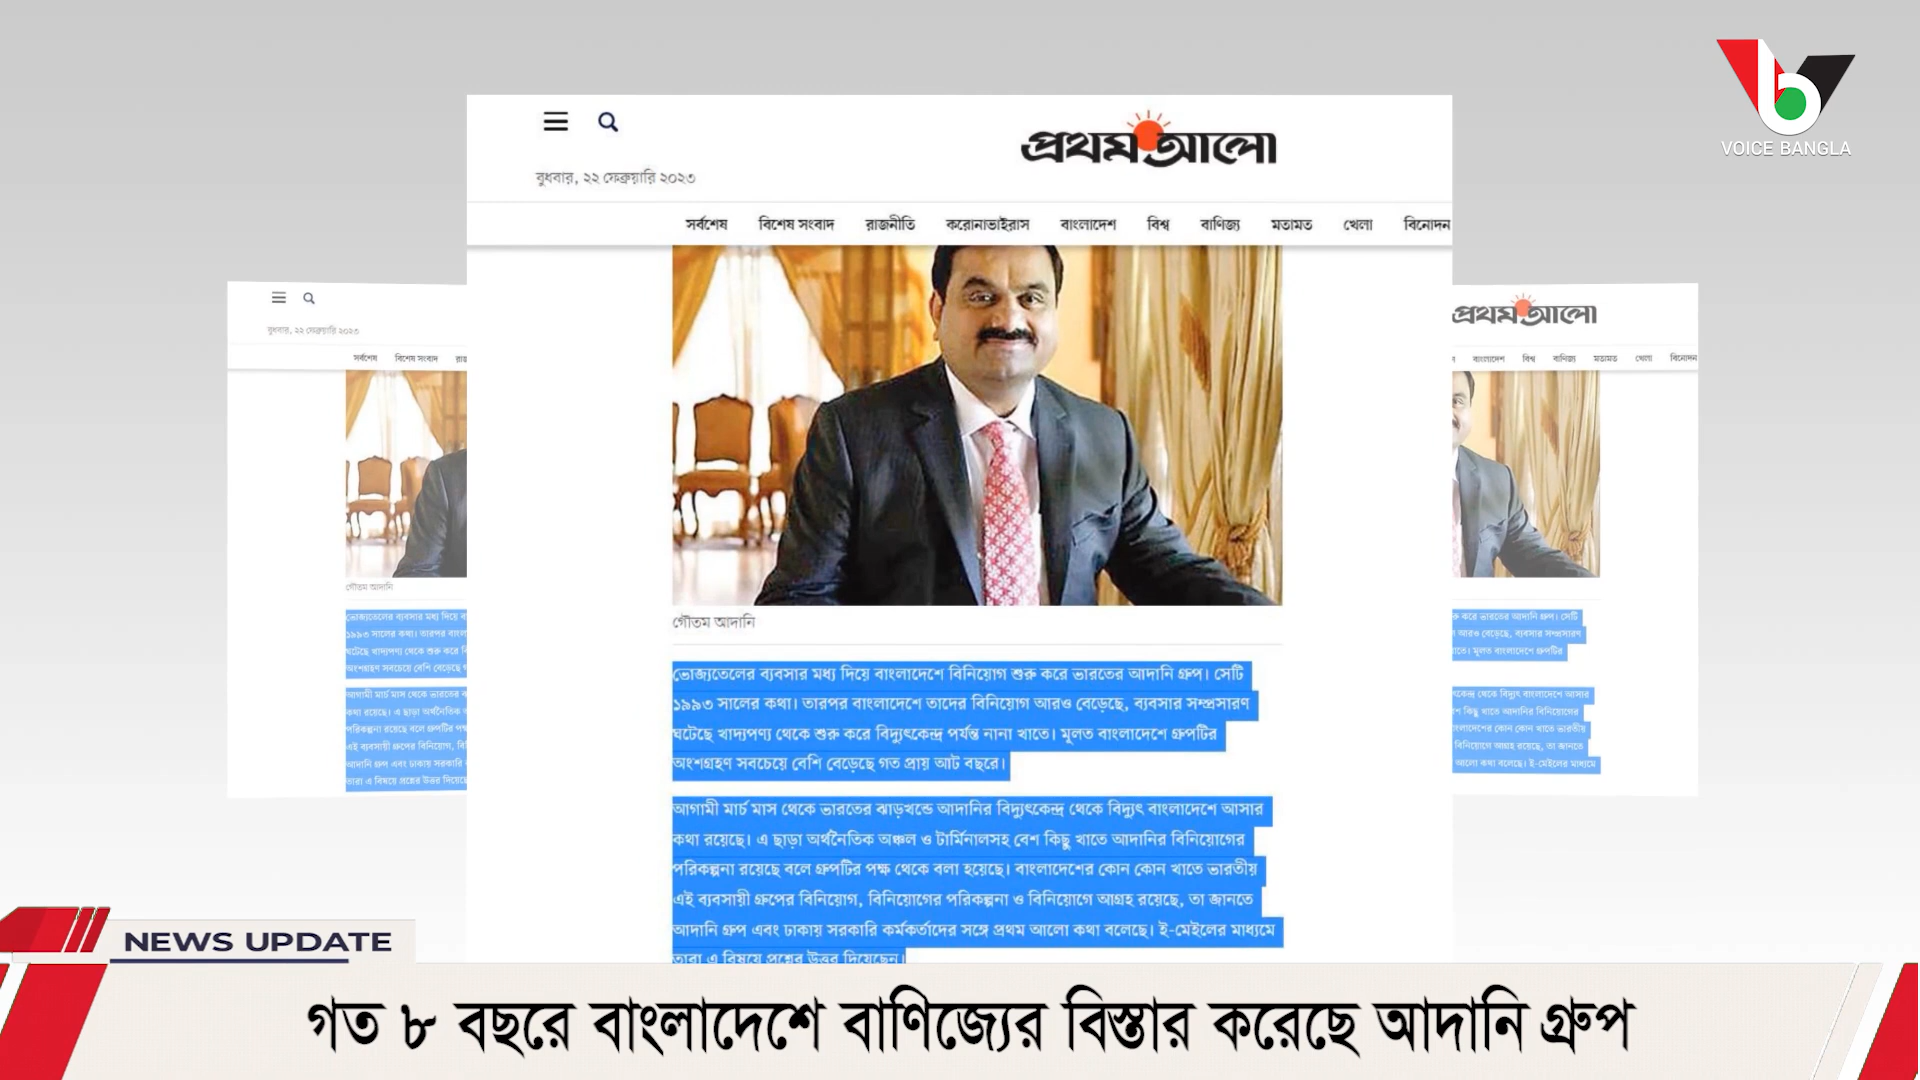 VOICE BANGLA
প্রথম আলো
বুধবার, ২২ ফেব্রুয়ারি ২০২৩
সর্বশেষ বিশেষ সংবাদ রাজনীতি করোনাভাইরাস বাংলাদেশ বিশ্ব বাণিজ্য মতামত খেলা বিনোদন
গৌতম আদানি
ভোজ্যতেলের ব্যবসার মধ্য দিয়ে বাংলাদেশে বিনিয়োগ শুরু করে ভারতের আদানি গ্রুপ। সেটি
১৯৯৩ সালের কথা। তারপর বাংলাদেশে তাদের বিনিয়োগ আরও বেড়েছে, ব্যবসার সম্প্রসারণ
ঘটেছে খাদ্যপণ্য থেকে শুরু করে বিদ্যুৎকেন্দ্র পর্যন্ত নানা খাতে। মূলত বাংলাদেশে গ্রুপটির
অংশগ্রহণ সবচেয়ে বেশি বেড়েছে গত প্রায় আট বছরে।
আগামী মার্চ মাস থেকে ভারতের ঝাড়খন্ডে আদানির বিদ্যুৎকেন্দ্র থেকে বিদ্যুৎ বাংলাদেশে আসার
কথা রয়েছে। এ ছাড়া অর্থনৈতিক অঞ্চল ও টার্মিনালসহ বেশ কিছু খাতে আদানির বিনিয়োগের
পরিকল্পনা রয়েছে বলে গ্রুপটির পক্ষ থেকে বলা হয়েছে। বাংলাদেশের কোন কোন খাতে ভারতীয়
এই ব্যবসায়ী গ্রুপের বিনিয়োগ, বিনিয়োগের পরিকল্পনা ও বিনিয়োগে আগ্রহ রয়েছে, তা জানতে
আদানি গ্রুপ এবং ঢাকায় সরকারি কর্মকর্তাদের সঙ্গে প্রথম আলো কথা বলেছে। ই-মেইলের মাধ্যমে
তারা এ বিষয়ে প্রশ্নের উত্তর দিয়েছেন।
NEWS UPDATE
গত ৮ বছরে বাংলাদেশে বাণিজ্যের বিস্তার করেছে আদানি গ্রুপ